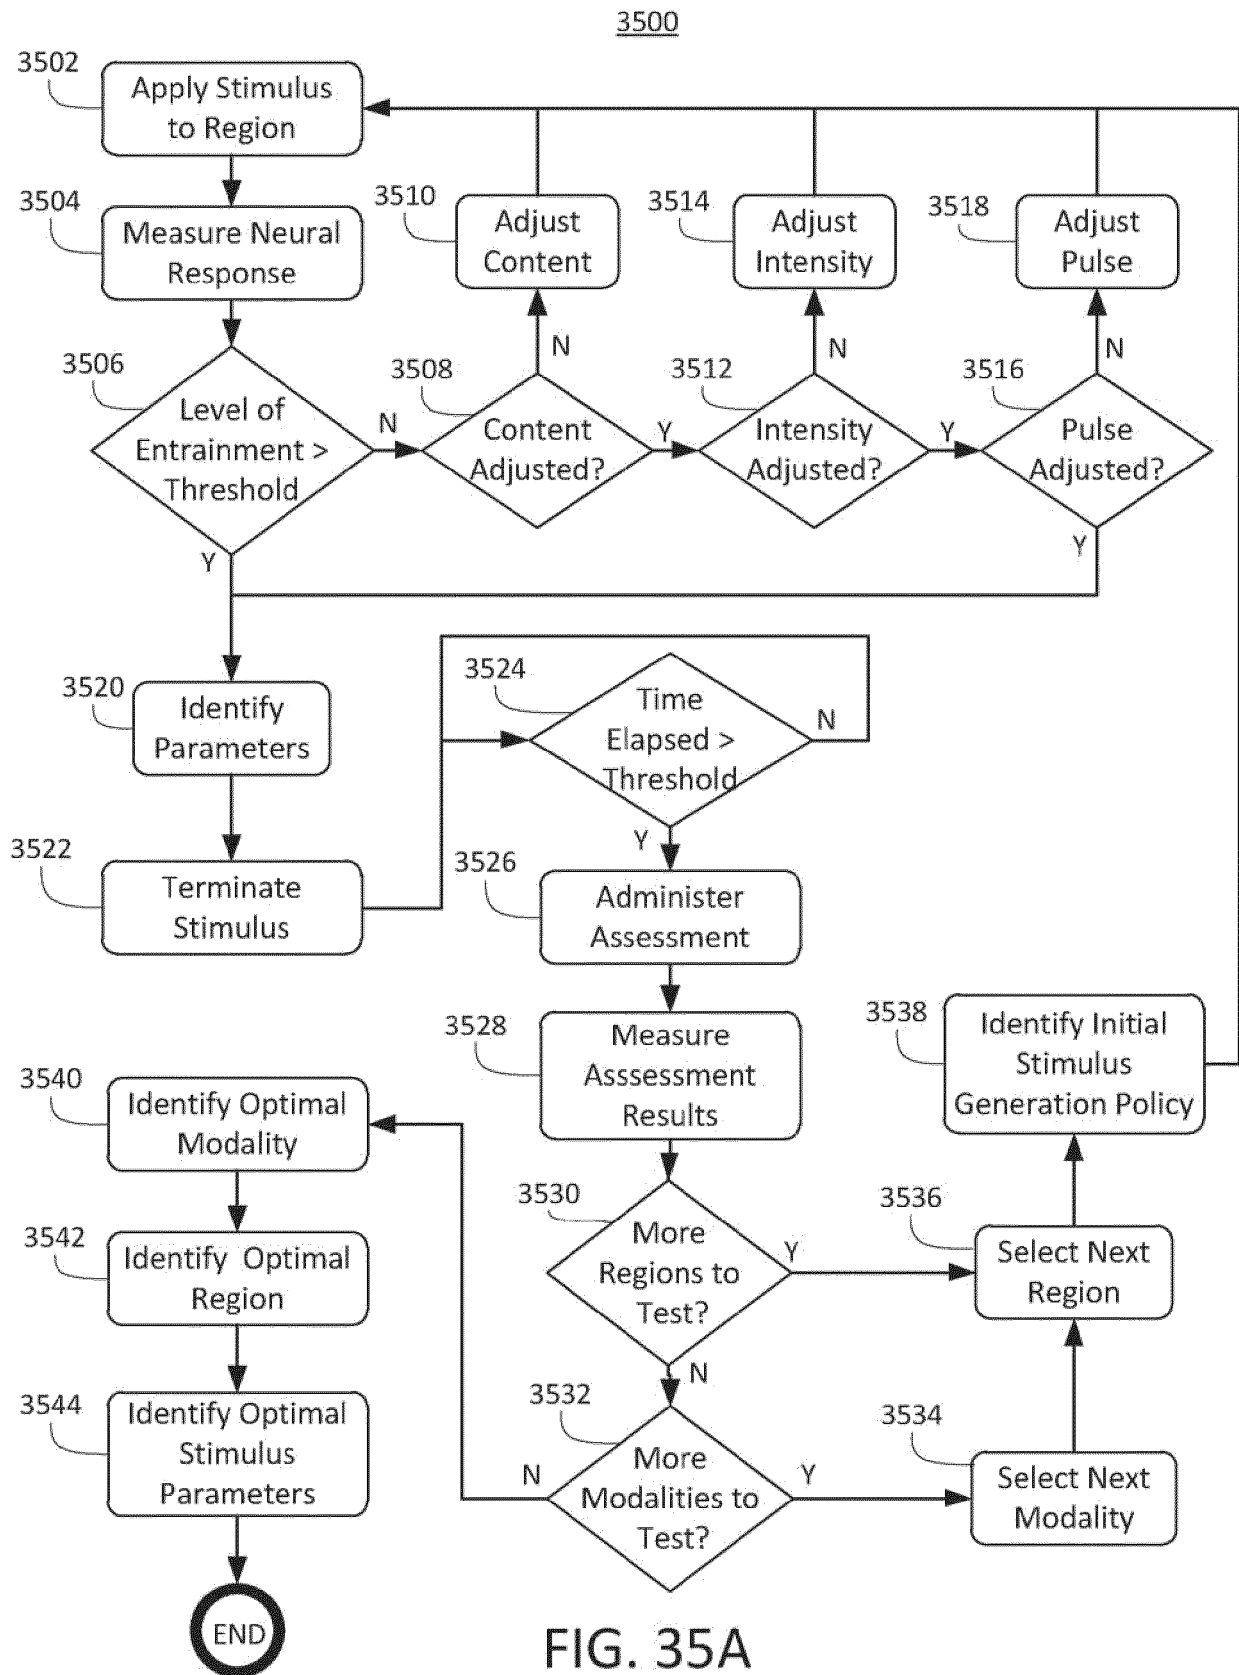 3500
3502
Apply Stimulus
to Region
3504
Measure Neural
Response
3510
Adjust
Content
3514
Adjust
Intensity
3518
Adjust
Pulse
N
N
N
3506
Level of
Entrainment >
Threshold
N
Y
3508
Content
Adjusted?
Y
3512
Intensity
Adjusted?
Y
3516
Pulse
Adjusted?
Y
3520
Identify
Parameters
3522
Terminate
Stimulus
3524
Time
Elapsed >
Threshold
N
Y
3526
Administer
Assessment
3528
Measure
Asssessment
Results
3530
More
Regions to
Test?
Y
N
3532
More
Modalities to
Test?
N
Y
3534
Select Next
Modality
3536
Select Next
Region
3538
Identify Initial
Stimulus
Generation Policy
3540
Identify Optimal
Modality
3542
Identify Optimal
Region
3544
Identify Optimal
Stimulus
Parameters
END
FIG. 35A